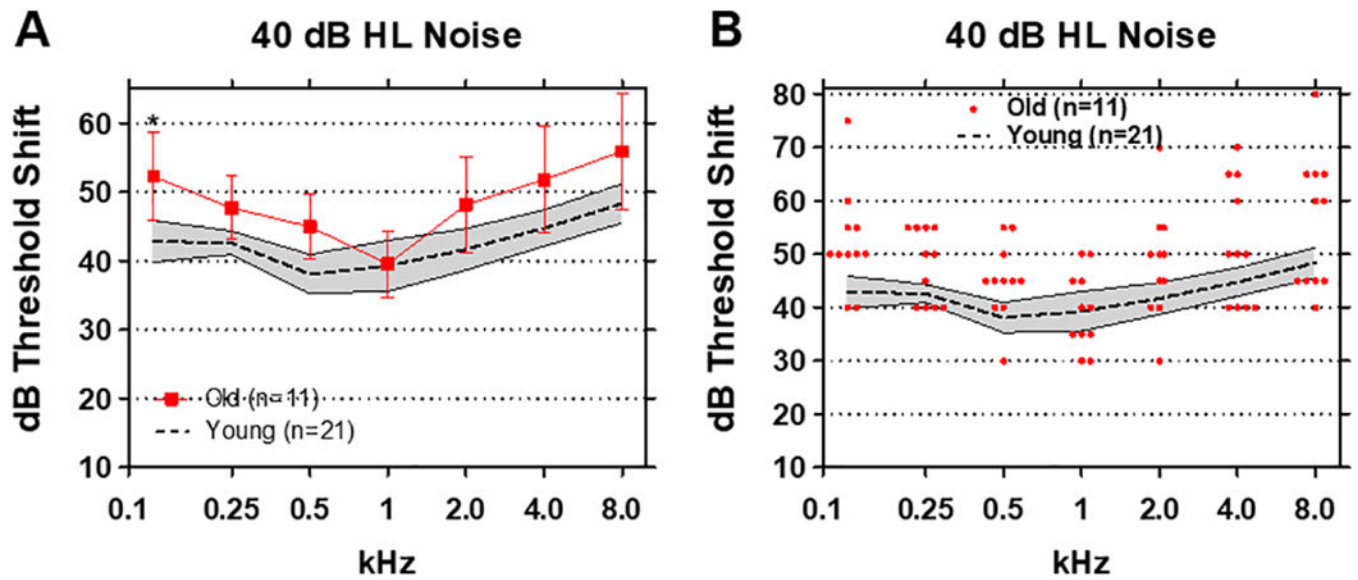 A
40 dB HL Noise
dB Threshold Shift
60
50
40
30
20
10
*
Old (n=11)
Young (n=21)
0.1 0.25 0.5 1 2.0 4.0 8.0
kHz
B
40 dB HL Noise
dB Threshold Shift
80
70
60
50
40
30
20
10
Old (n=11)
Young (n=21)
0.1 0.25 0.5 1 2.0 4.0 8.0
kHz